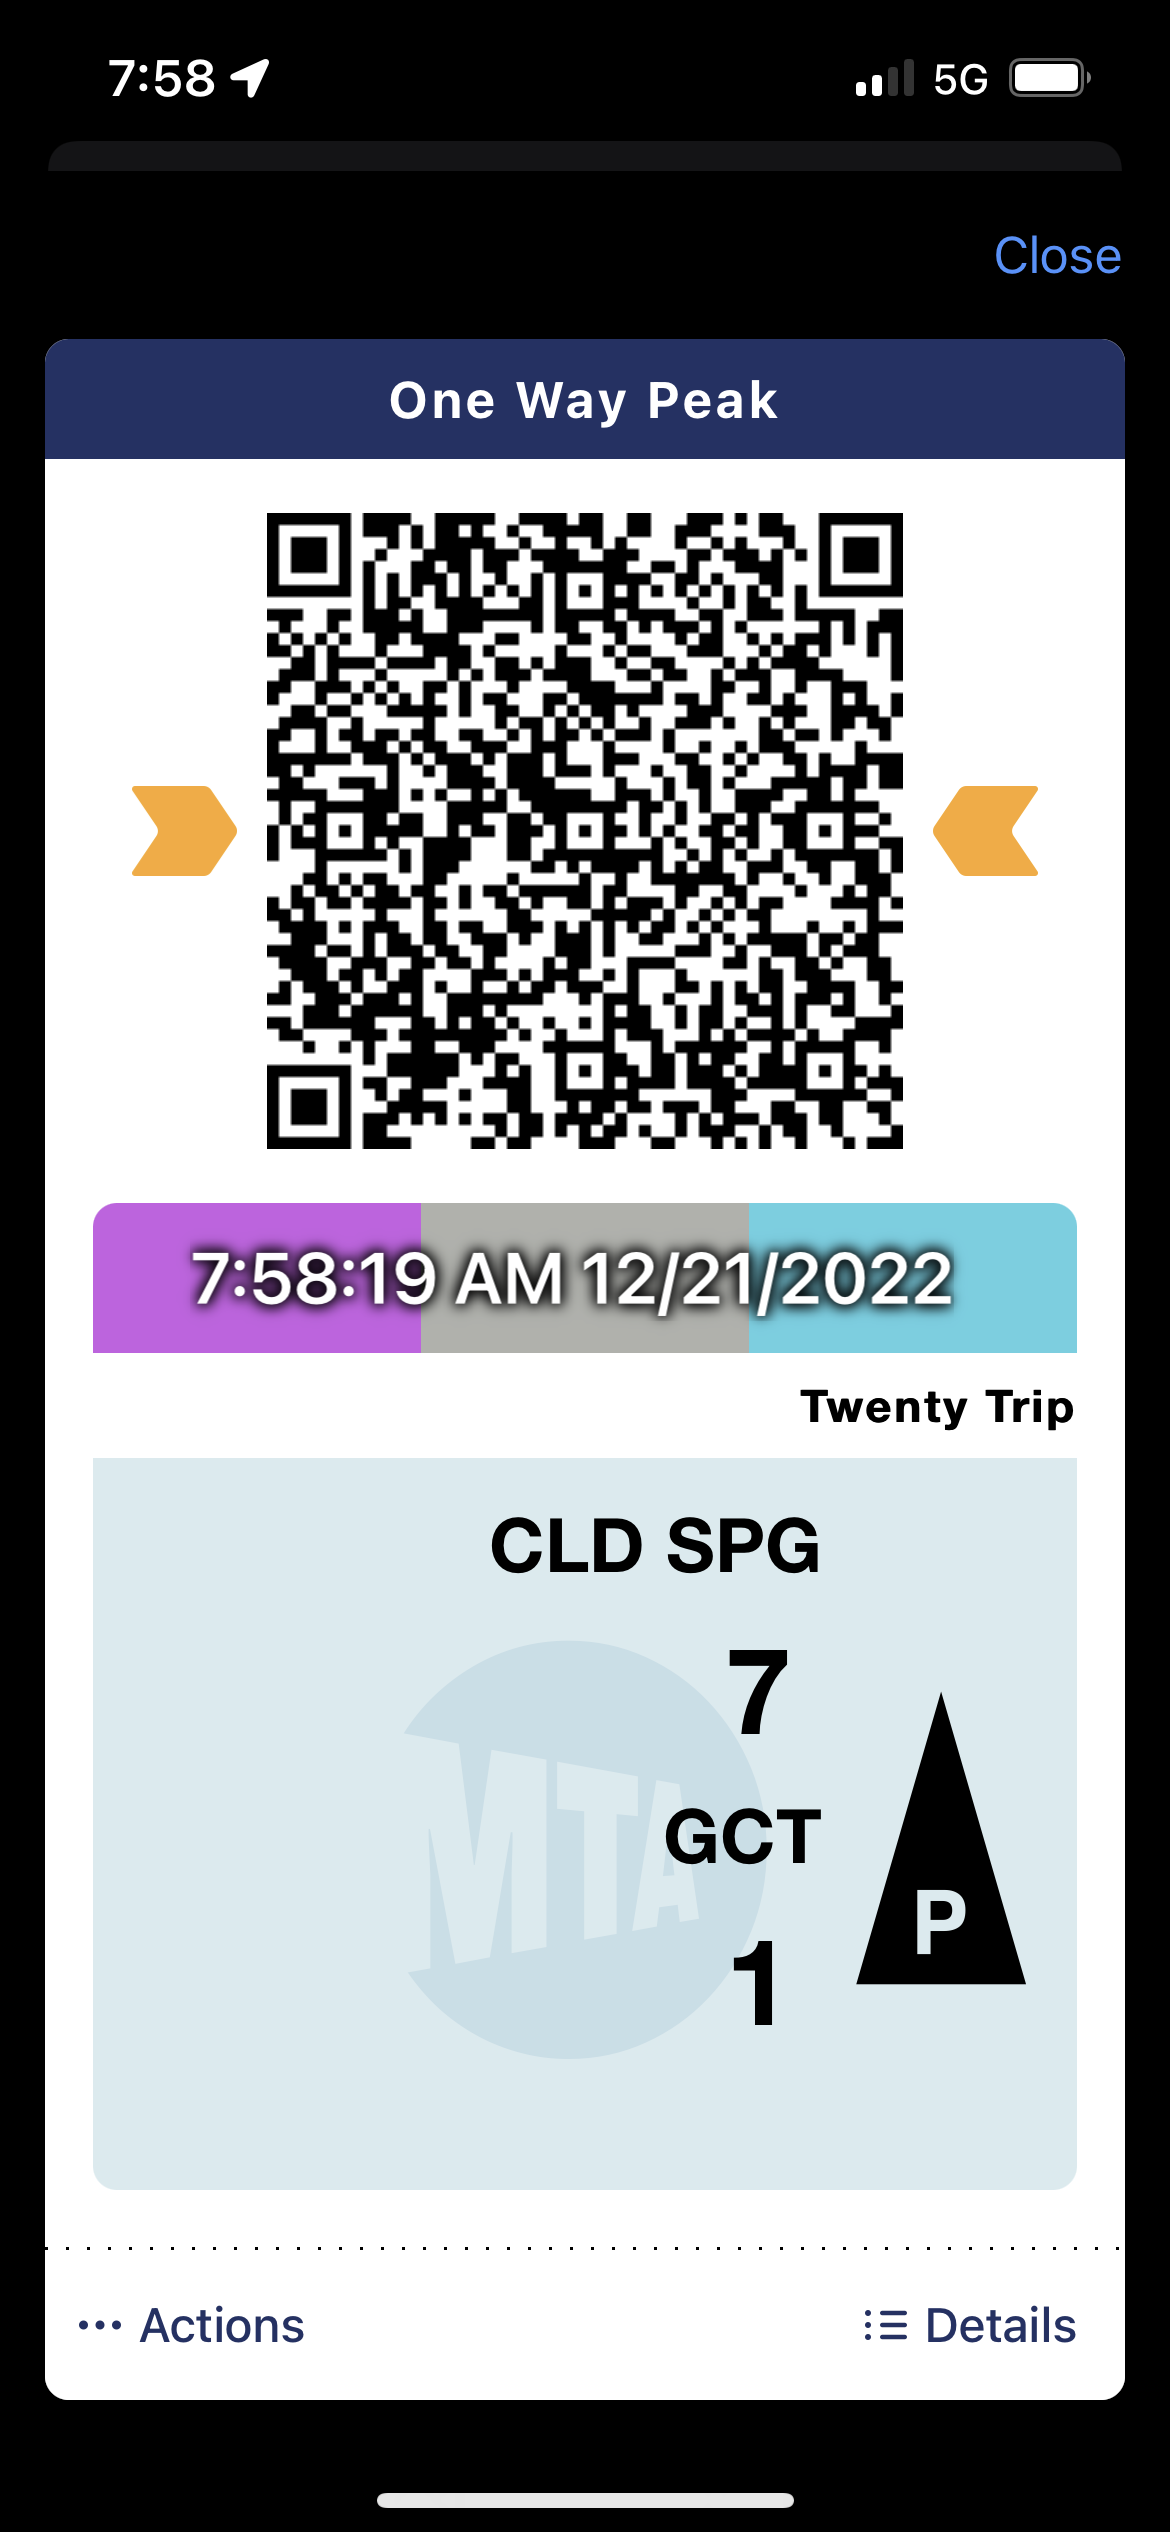 7:58
5G
Close
One Way Peak
7:58:19 AM 12/21/2022
Twenty Trip
CLD SPG
7
MTA
GCT
P
1
Actions
Details